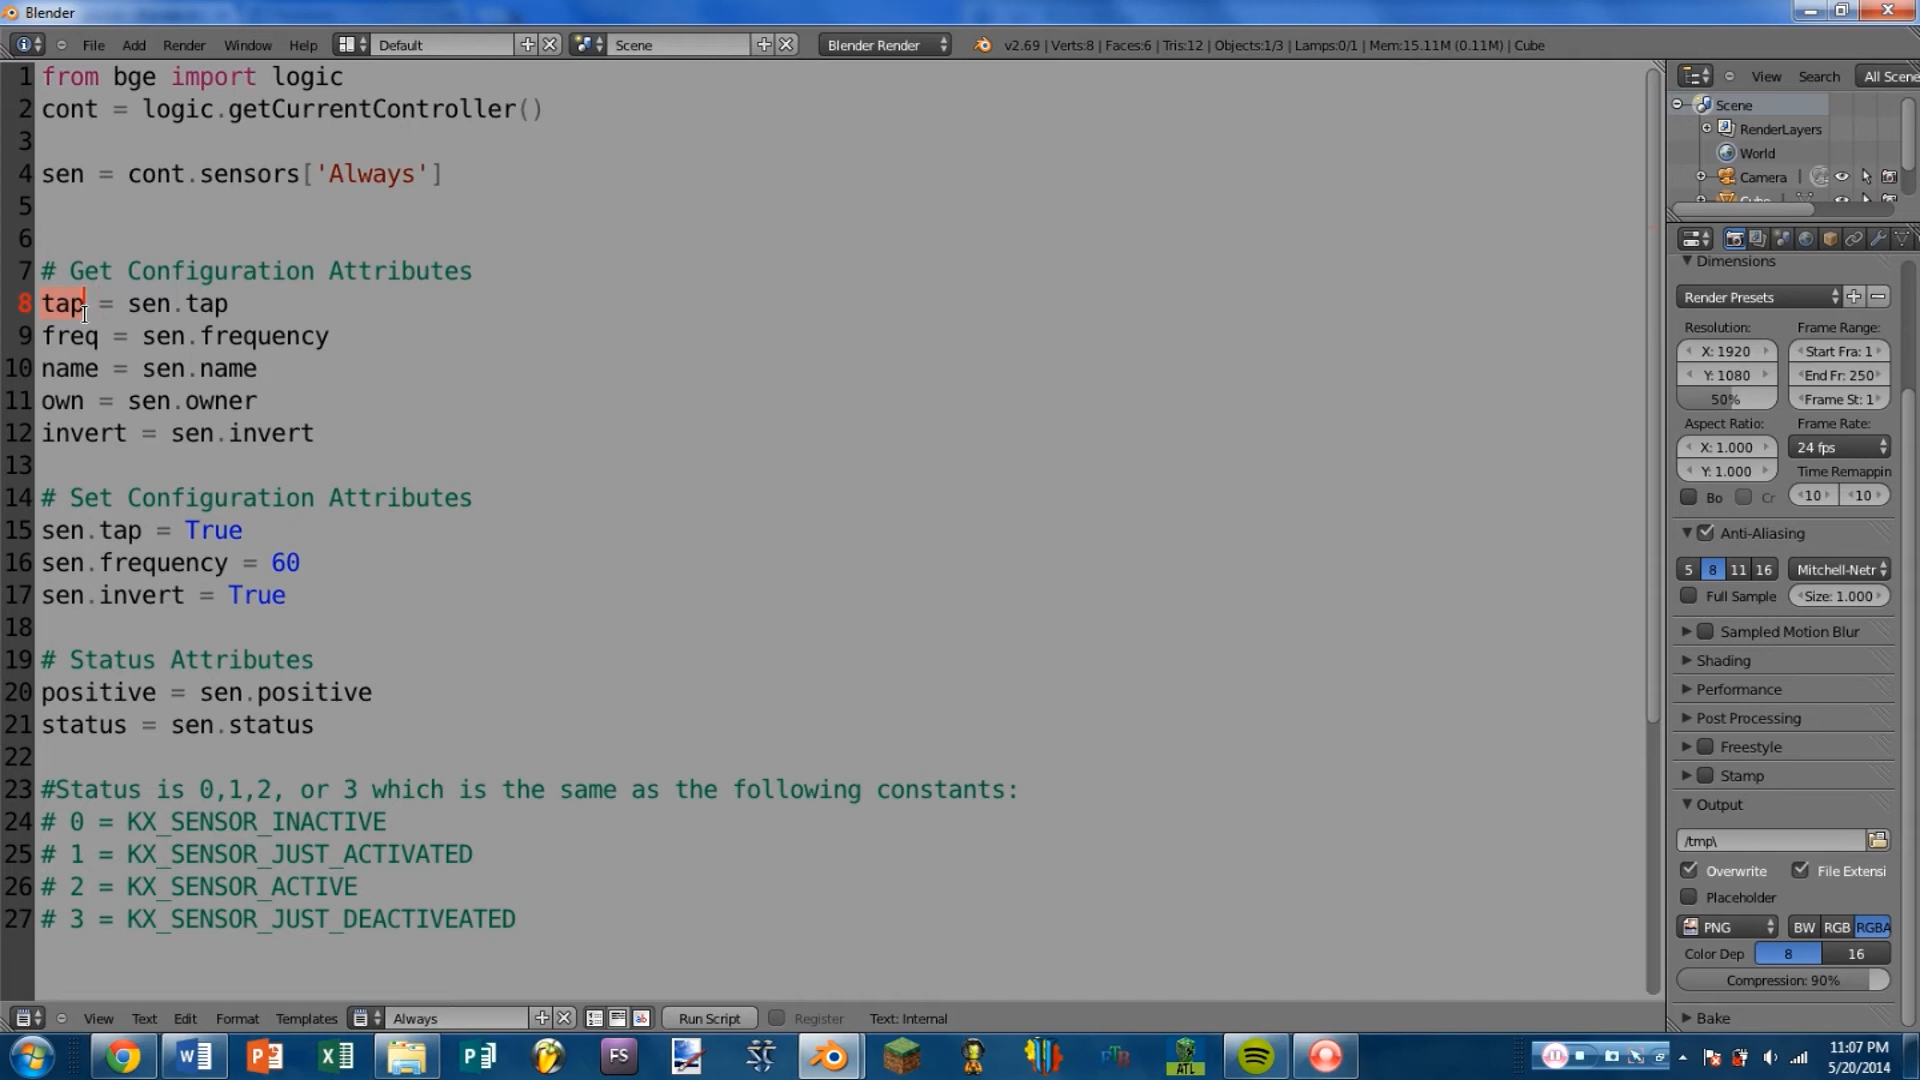 Blender
File Add Render Window Help Default Scene Blender Render v2.69 | Verts:8 | Faces:6 | Tris:12 | Objects:1/3 | Lamps:0/1 | Mem:15.11M (0.11M) | Cube
1 from bge import logic
2 cont = logic.getCurrentController()
3
4 sen = cont.sensors['Always']
5
6
7 # Get Configuration Attributes
8 tap = sen.tap
9 freq = sen.frequency
10 name = sen.name
11 own = sen.owner
12 invert = sen.invert
13
14 # Set Configuration Attributes
15 sen.tap = True
16 sen.frequency = 60
17 sen.invert = True
18
19 # Status Attributes
20 positive = sen.positive
21 status = sen.status
22
23 #Status is 0,1,2, or 3 which is the same as the following constants:
24 # 0 = KX_SENSOR_INACTIVE
25 # 1 = KX_SENSOR_JUST_ACTIVATED
26 # 2 = KX_SENSOR_ACTIVE
27 # 3 = KX_SENSOR_JUST_DEACTIVEATED
View Search All Scene
Scene
RenderLayers
World
Camera
Dimensions
Render Presets
Resolution: Frame Range:
X: 1920 Start Fra: 1
Y: 1080 End Fr: 250
50% Frame St: 1
Aspect Ratio: Frame Rate:
X: 1.000 24 fps
Y: 1.000 Time Remappin
Bo Cr 10 10
Anti-Aliasing
5 8 11 16 Mitchell-Netr
Full Sample Size: 1.000
Sampled Motion Blur
Shading
Performance
Post Processing
Freestyle
Stamp
Output
/tmp\
Overwrite File Extensi
Placeholder
PNG BW RGB RGBA
Color Dep 8 16
Compression: 90%
Bake
View Text Edit Format Templates Always Run Script Register Text: Internal
FS ATL
11:07 PM
5/20/2014